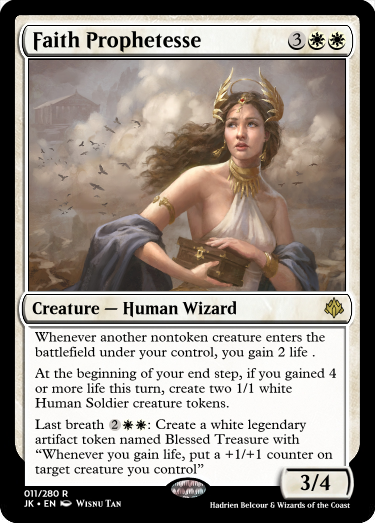 Faith Prophetesse 3
Creature — Human Wizard
Whenever another nontoken creature enters the
battlefield under your control, you gain 2 life .
At the beginning of your end step, if you gained 4
or more life this turn, create two 1/1 white
Human Soldier creature tokens.
Last breath 2: Create a white legendary
artifact token named Blessed Treasure with
“Whenever you gain life, put a +1/+1 counter on
target creature you control”
3/4
011/280 R
JK • EN Wisnu Tan
Hadrien Belcour & Wizards of the Coast